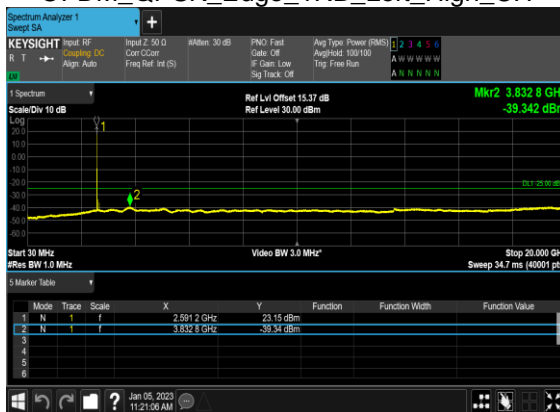 Spectrum Analyzer 1
Swept SA
+
KEYSIGHT Input: RF Input Z: 50 Ω #Atten: 30 dB PNO: Fast Avg Type: Power (RMS) 1 2 3 4 5 6
R T Coupling: DC Corr CCorr Gate: Off Avg|Hold: 100/100 A W W W W W
Align: Auto Freq Ref: Int (S) IF Gain: Low Trig: Free Run
LU Sig Track: Off A N N N N N
1 Spectrum Ref Lvl Offset 15.37 dB Mkr2 3.832 8 GH
Scale/Div 10 dB Ref Level 30.00 dBm -39.342 dBr
Log
20.0
10.0
0.00
-10.0
-20.0
-30.0
-40.0
-50.0
-60.0
1
2
Start 30 MHz Video BW 3.0 MHz* Stop 20.000 GH
#Res BW 1.0 MHz Sweep 34.7 ms (40001 pt
5 Marker Table
Mode Trace Scale X Y Function Function Width Function Value
1 N 1 f 2.591 2 GHz 23.15 dBm
2 N 1 f 3.832 8 GHz -39.34 dBm
3
4
5
6
? Jan 05, 2023
11:21:06 AM